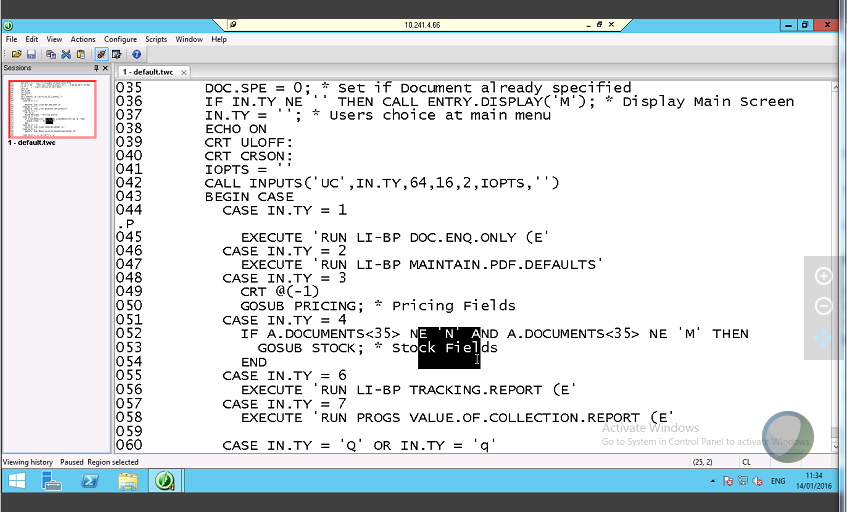 10.241.4.66
File Edit View Actions Configure Scripts Window Help
Sessions
1 - default.twc
1 - default.twc
035 DOC.SPE = 0; * Set if Document already specified
036 IF IN.TY NE '' THEN CALL ENTRY.DISPLAY('M'); * Display Main Screen
037 IN.TY = ''; * Users choice at main menu
038 ECHO ON
039 CRT ULOFF:
040 CRT CRSON:
041 IOPTS = ''
042 CALL INPUTS('UC',IN.TY,64,16,2,IOPTS,'')
043 BEGIN CASE
044 CASE IN.TY = 1
.P
045 EXECUTE 'RUN LI-BP DOC.ENQ.ONLY (E'
046 CASE IN.TY = 2
047 EXECUTE 'RUN LI-BP MAINTAIN.PDF.DEFAULTS'
048 CASE IN.TY = 3
049 CRT @(-1)
050 GOSUB PRICING; * Pricing Fields
051 CASE IN.TY = 4
052 IF A.DOCUMENTS<35> NE 'N' AND A.DOCUMENTS<35> NE 'M' THEN
053 GOSUB STOCK; * Stock Fields
054 END
055 CASE IN.TY = 6
056 EXECUTE 'RUN LI-BP TRACKING.REPORT (E'
057 CASE IN.TY = 7
058 EXECUTE 'RUN PROGS VALUE.OF.COLLECTION.REPORT (E'
059
060 CASE IN.TY = 'Q' OR IN.TY = 'q'
Activate Windows
Go to System in Control Panel to activate Windows.
Viewing history Paused Region selected (25, 2) CL
ENG
11:34
14/01/2016